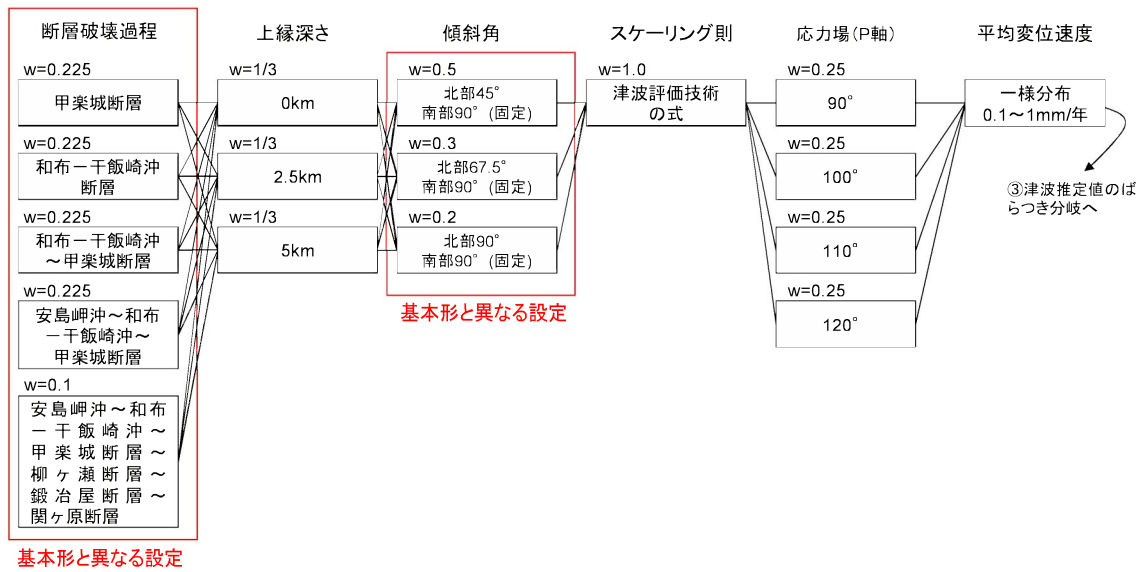 断層破壊過程
w=0.225
甲楽城断層
w=0.225
和布－干飯崎沖
断層
w=0.225
和布－干飯崎沖
～甲楽城断層
w=0.225
安島岬沖～和布
－干飯崎沖～
甲楽城断層
w=0.1
安島岬沖～和布
－干飯崎沖～
甲楽城断層～
柳ヶ瀬断層～
鍛冶屋断層～
関ヶ原断層
基本形と異なる設定
上縁深さ
w=1/3
0km
w=1/3
2.5km
w=1/3
5km
傾斜角
w=0.5
北部45°
南部90°(固定)
w=0.3
北部67.5°
南部90°(固定)
w=0.2
北部90°
南部90°(固定)
基本形と異なる設定
スケーリング則
w=1.0
津波評価技術
の式
応力場(P軸)
w=0.25
90°
w=0.25
100°
w=0.25
110°
w=0.25
120°
平均変位速度
一様分布
0.1～1mm/年
③津波推定値のば
らつき分岐へ